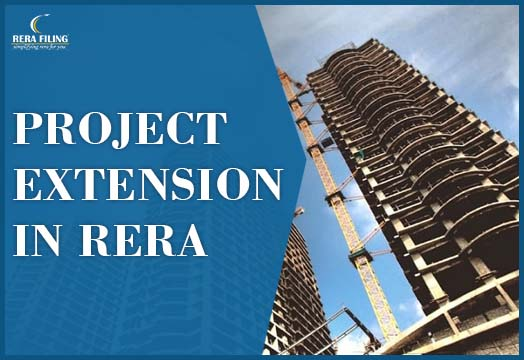 RERA FILING
simplifying rera for you
PROJECT
EXTENSION
IN RERA